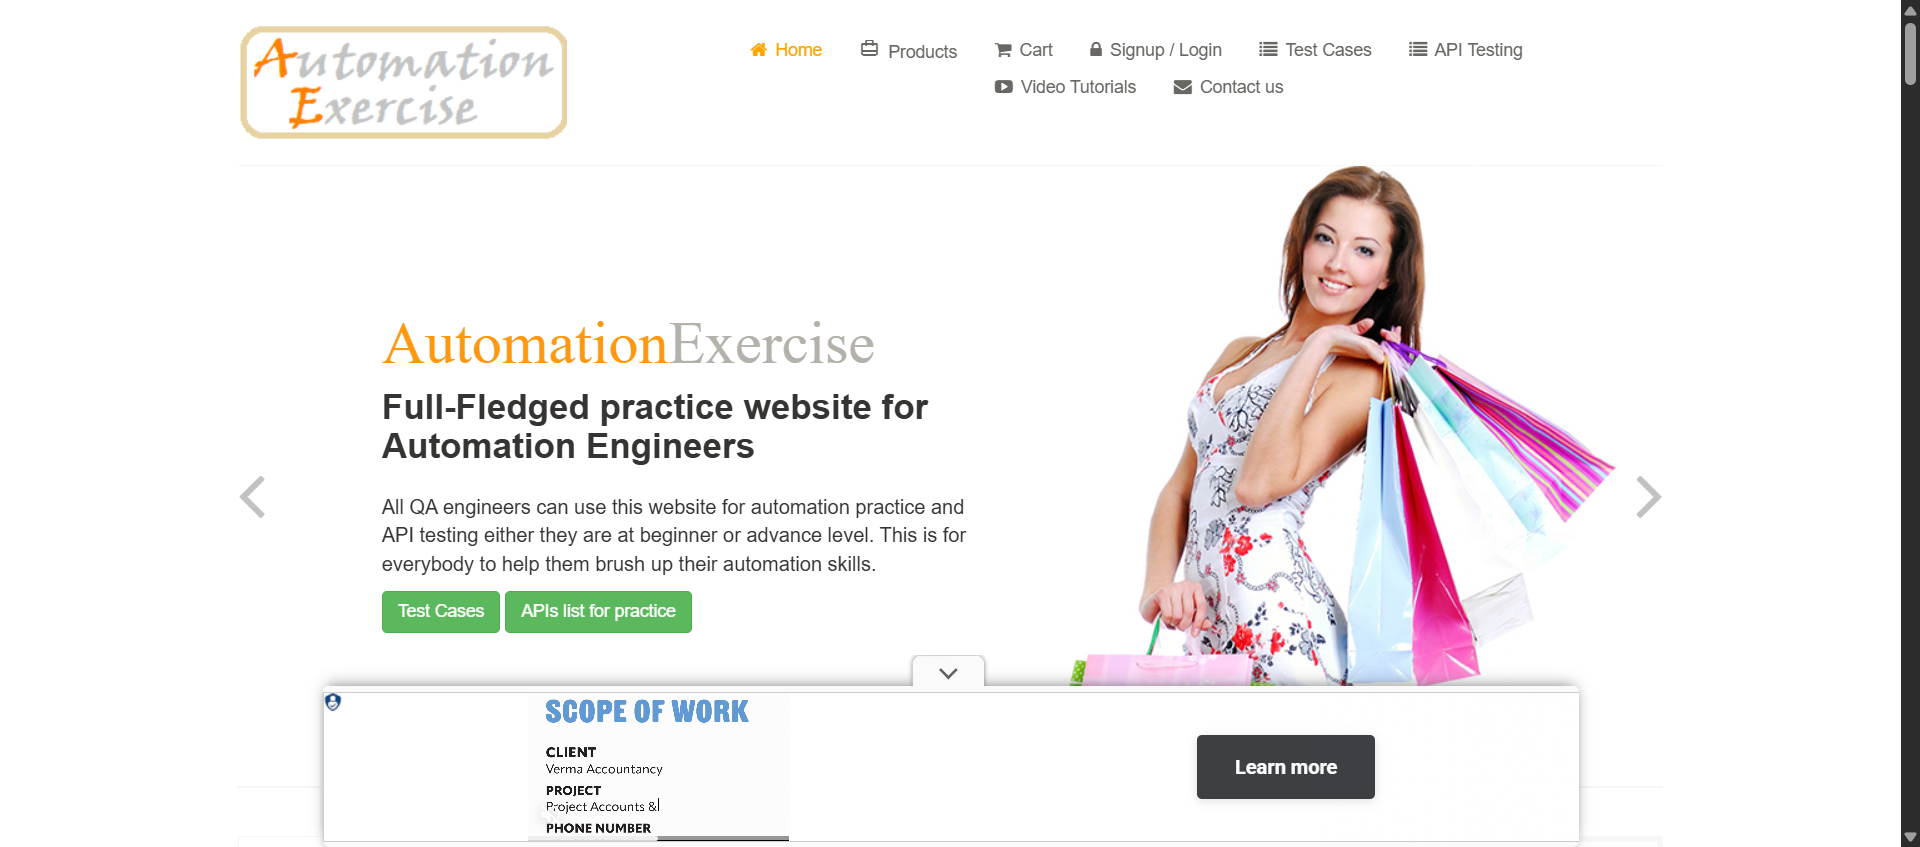 Automation
Exercise
Home
Products
Cart
Signup / Login
Test Cases
API Testing
Video Tutorials
Contact us
AutomationExercise
Full-Fledged practice website for
Automation Engineers
All QA engineers can use this website for automation practice and
API testing either they are at beginner or advance level. This is for
everybody to help them brush up their automation skills.
Test Cases
APIs list for practice
SCOPE OF WORK
CLIENT
Verma Accountancy
PROJECT
Project Accounts &
PHONE NUMBER
Learn more